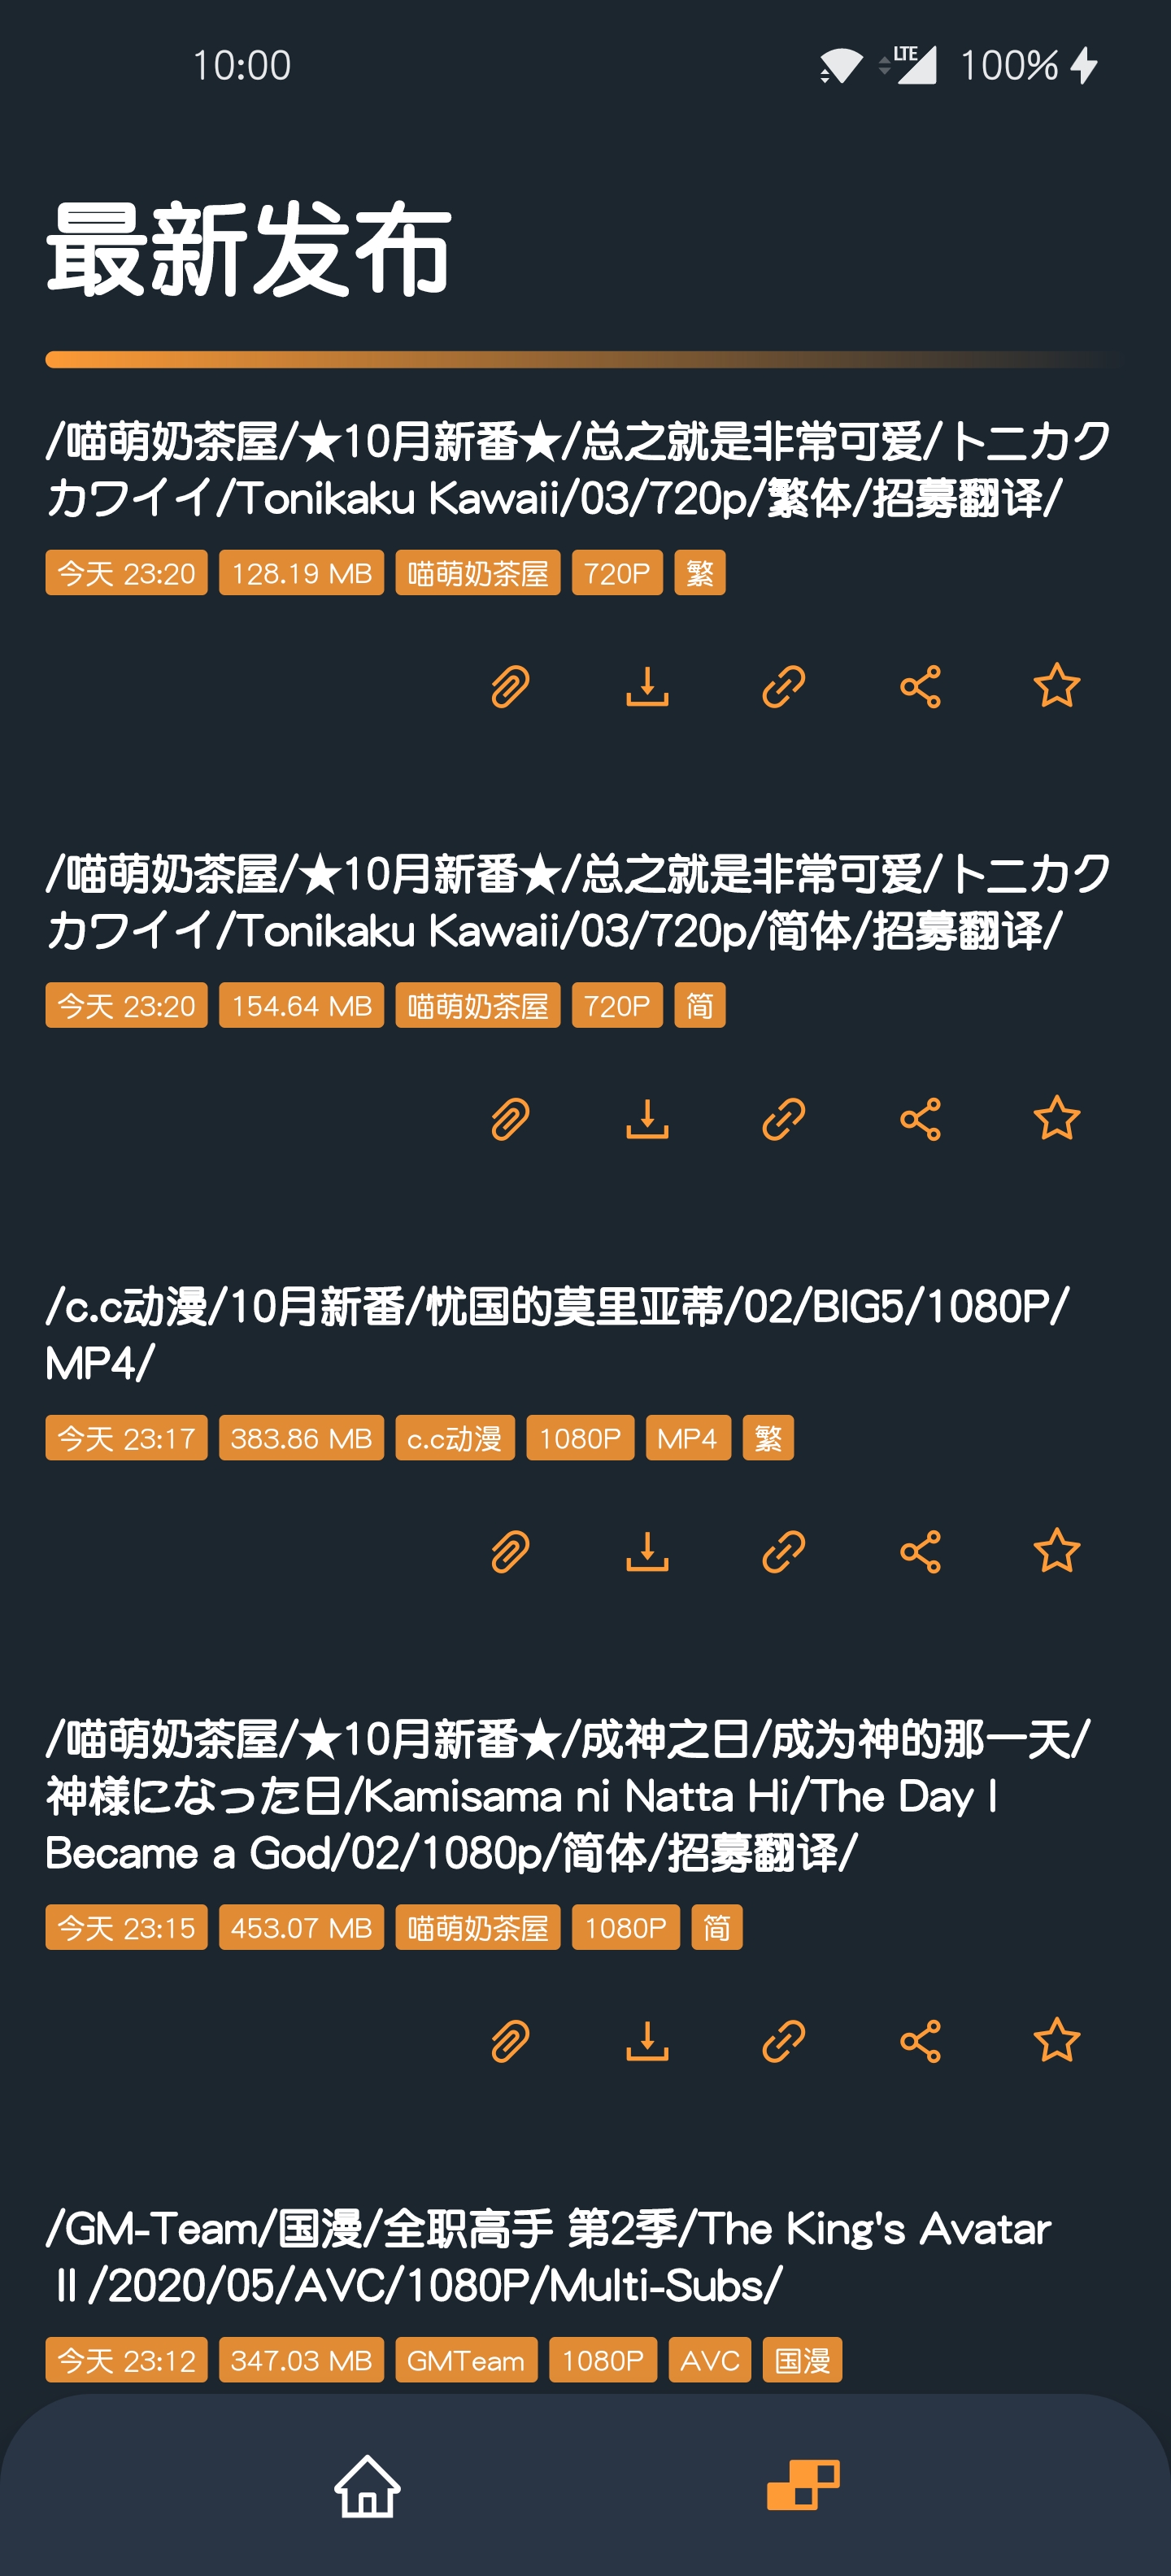 10:00 LTE 100%
最新发布
/喵萌奶茶屋/★10月新番★/总之就是非常可爱/トニカク
カワイイ/Tonikaku Kawaii/03/720p/繁体/招募翻译/
今天 23:20 128.19 MB 喵萌奶茶屋 720P 繁
/喵萌奶茶屋/★10月新番★/总之就是非常可爱/トニカク
カワイイ/Tonikaku Kawaii/03/720p/简体/招募翻译/
今天 23:20 154.64 MB 喵萌奶茶屋 720P 简
/c.c动漫/10月新番/忧国的莫里亚蒂/02/BIG5/1080P/
MP4/
今天 23:17 383.86 MB c.c动漫 1080P MP4 繁
/喵萌奶茶屋/★10月新番★/成神之日/成为神的那一天/
神様になった日/Kamisama ni Natta Hi/The Day I
Became a God/02/1080p/简体/招募翻译/
今天 23:15 453.07 MB 喵萌奶茶屋 1080P 简
/GM-Team/国漫/全职高手 第2季/The King's Avatar
Ⅱ/2020/05/AVC/1080P/Multi-Subs/
今天 23:12 347.03 MB GMTeam 1080P AVC 国漫